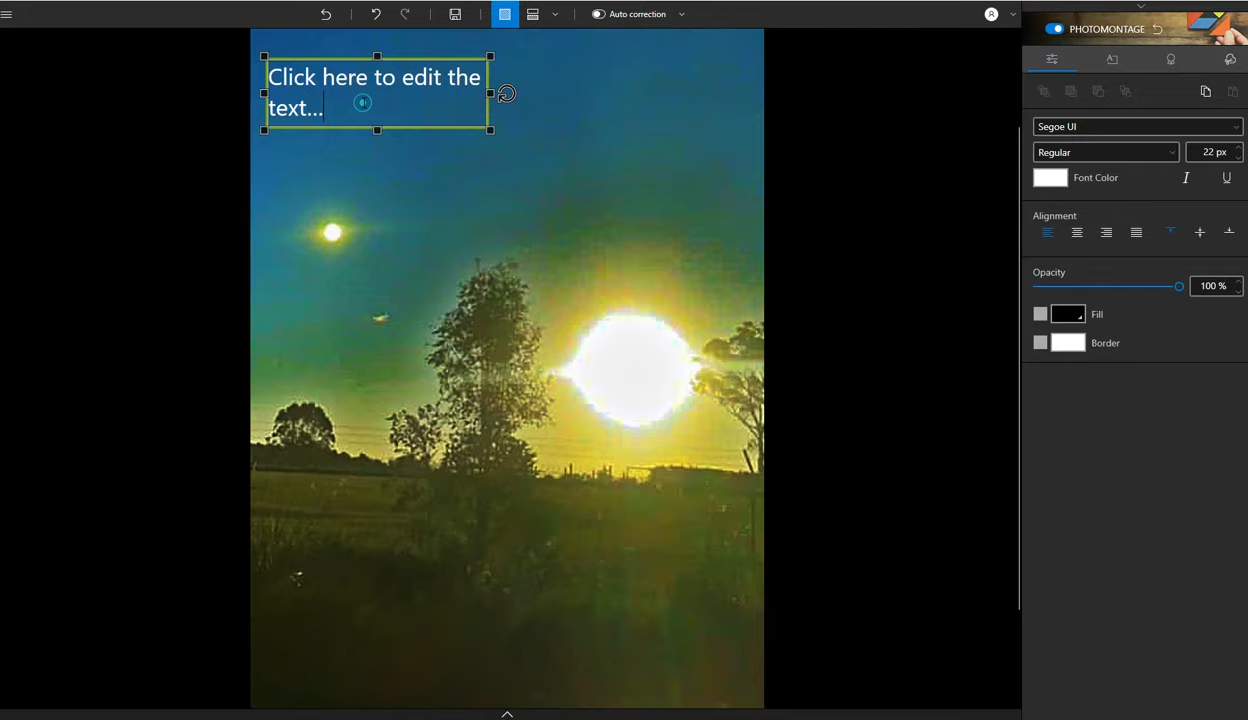 Auto correction
PHOTOMONTAGE
Click here to edit the
text...
Segoe UI
Regular
22 px
Font Color
I
U
Alignment
Opacity
100 %
Fill
Border